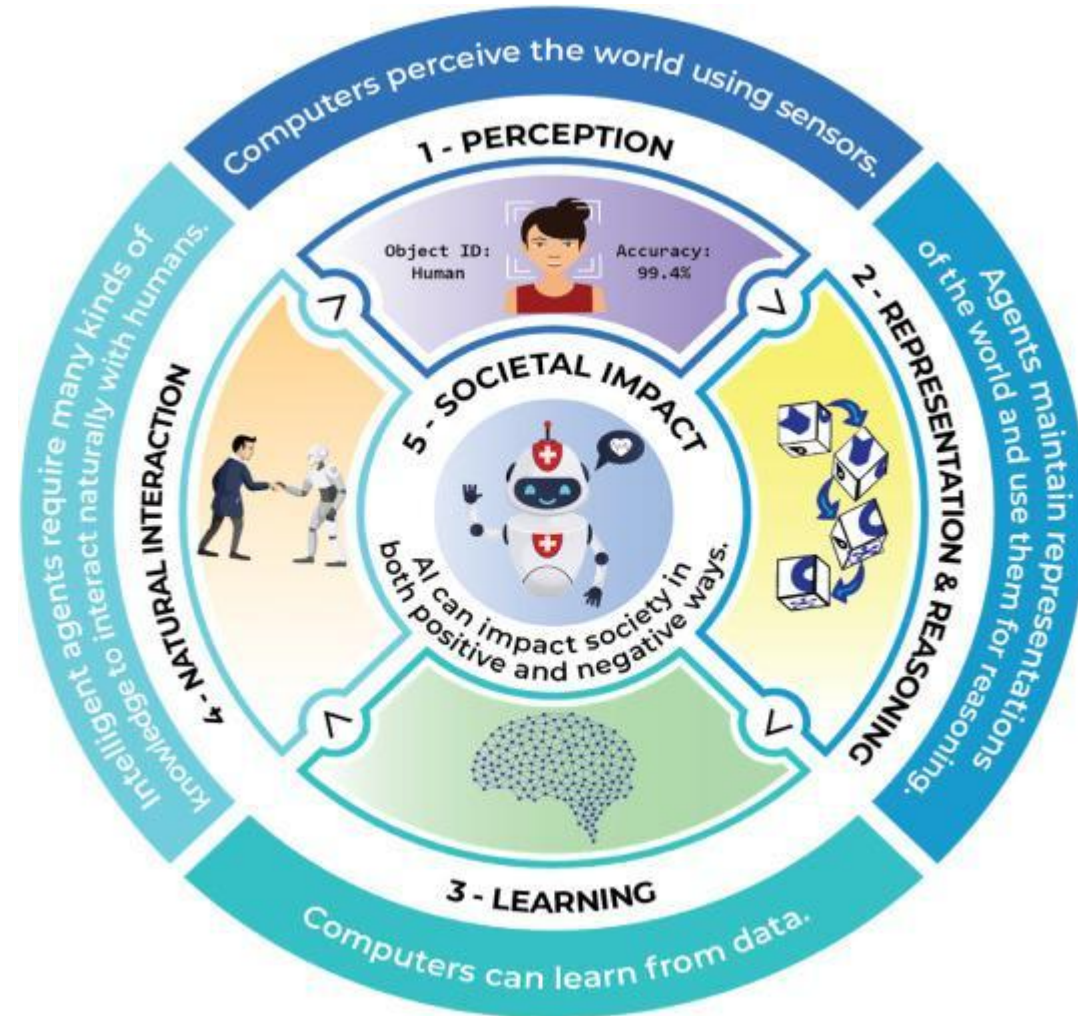 Computers perceive the world using sensors.
1 - PERCEPTION
Object ID:
Human
Accuracy:
99.4%
Agents maintain representations
of the world and use them for reasoning.
2 - REPRESENTATION & REASONING
Computers can learn from data.
3 - LEARNING
Intelligent agents require many kinds of
knowledge to interact naturally with humans.
4 - NATURAL INTERACTION
5 - SOCIETAL IMPACT
AI can impact society in
both positive and negative ways.